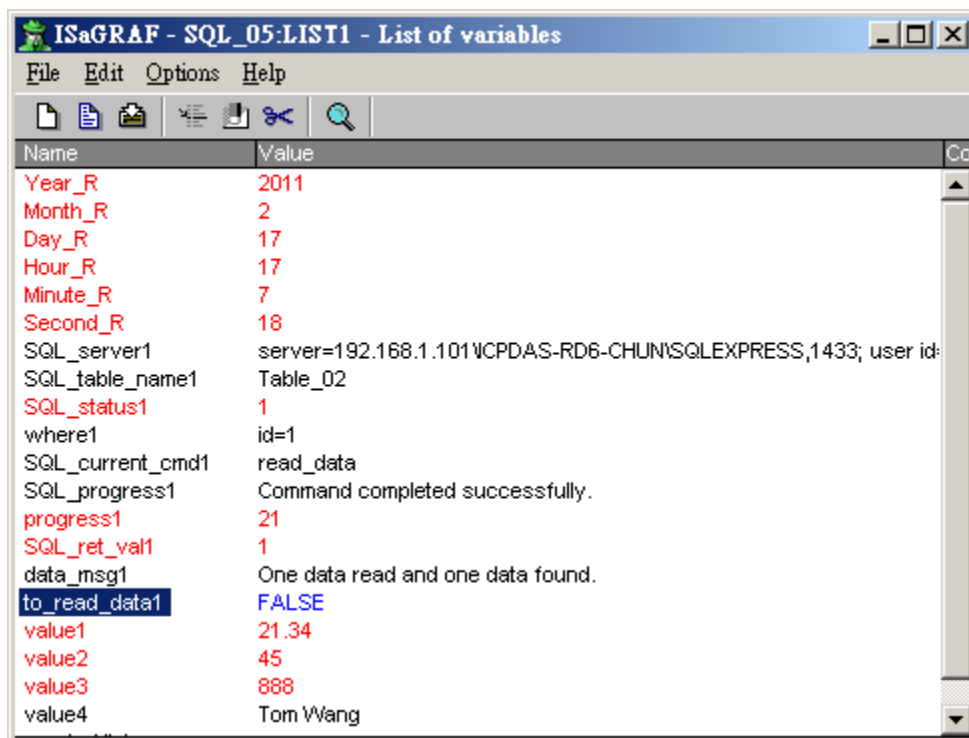 ISaGRAF - SQL_05:LIST1 - List of variables
File Edit Options Help
Name Value Co
Year_R 2011
Month_R 2
Day_R 17
Hour_R 17
Minute_R 7
Second_R 18
SQL_server1 server=192.168.1.101\ICPDAS-RD6-CHUN\SQLEXPRESS,1433; user id=
SQL_table_name1 Table_02
SQL_status1 1
where1 id=1
SQL_current_cmd1 read_data
SQL_progress1 Command completed successfully.
progress1 21
SQL_ret_val1 1
data_msg1 One data read and one data found.
to_read_data1 FALSE
value1 21.34
value2 45
value3 888
value4 Tom Wang